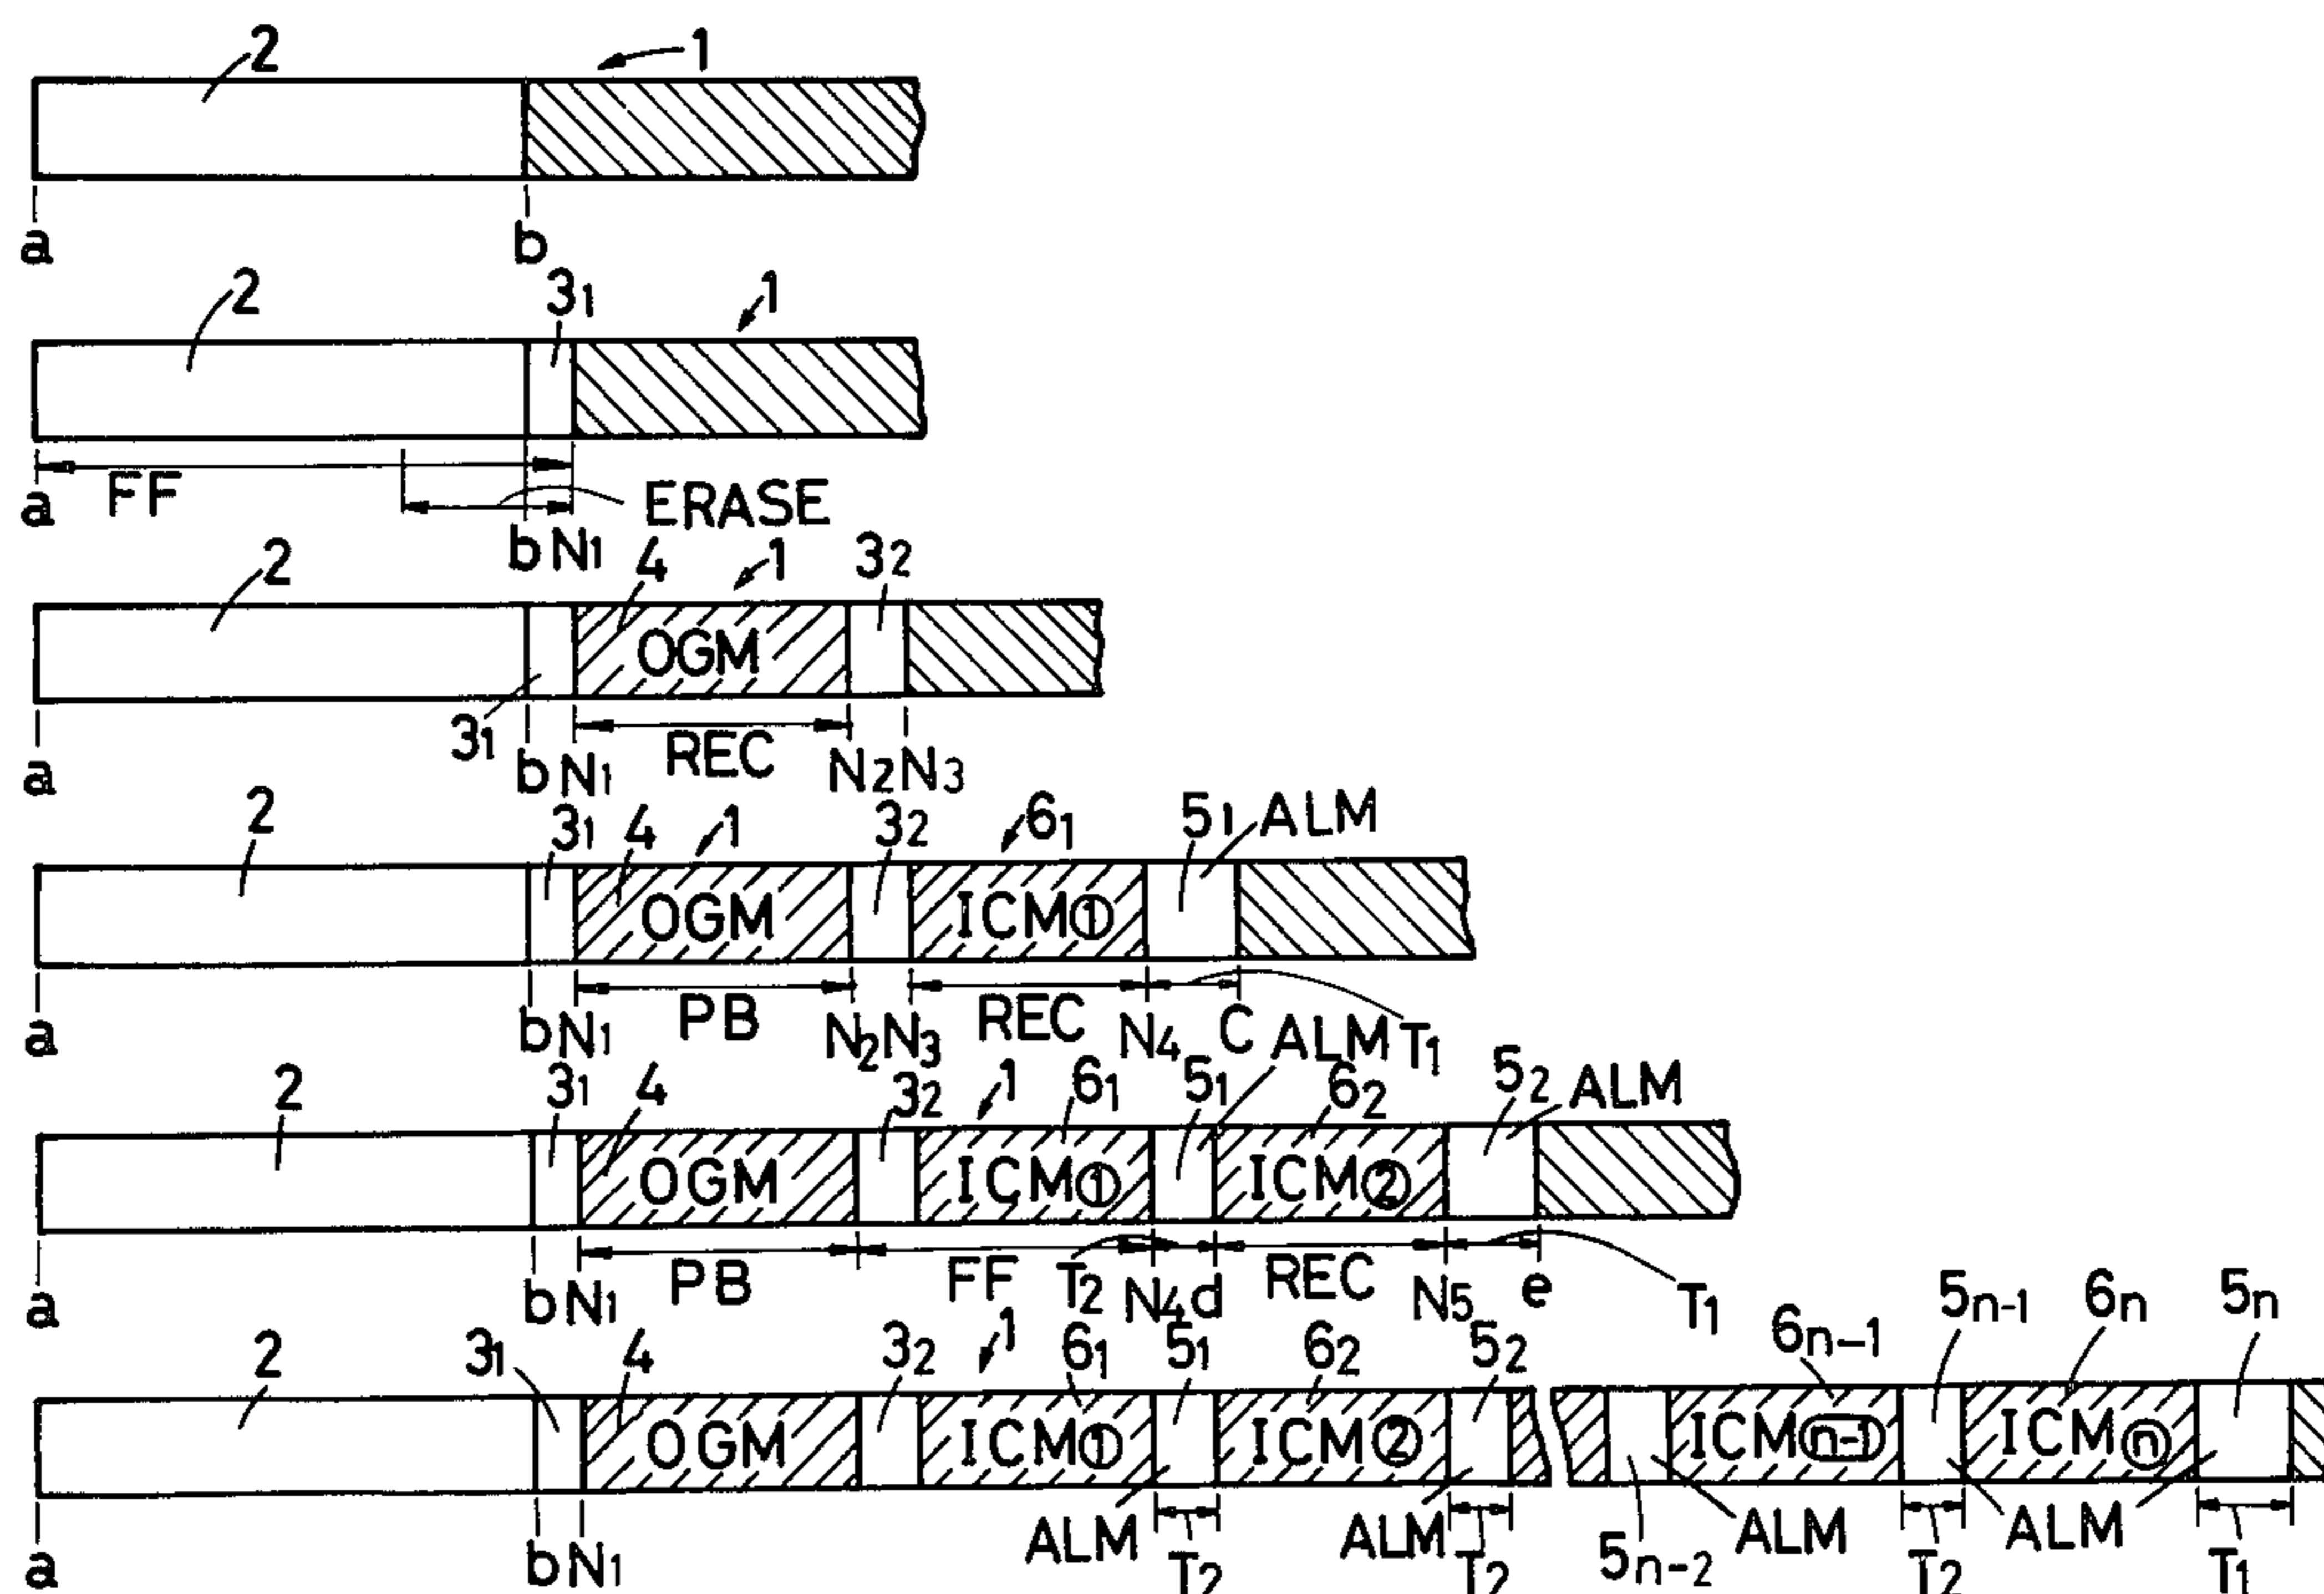 2 1
a b
2 3₁ 1
a FF ERASE
b N₁
2 4 1 3₂
OGM
3₁ REC
a b N₁ N₂ N₃
2 3₁ 4 1 3₂ 6₁ 5₁ ALM
OGM ICM①
PB REC
a b N₁ N₂ N₃ N₄ C T₁
2 3₁ 4 3₂ 1 6₁ 5₁ ALM 6₂ 5₂ ALM
OGM ICM① ICM②
PB FF T₂ REC T₁
a b N₁ N₄ d N₅ e
2 3₁ 4 3₂ 1 6₁ 5₁ 6₂ 5₂ 6n-1 5n-1 6n 5n
OGM ICM① ICM② ICM(n-1) ICMⓝ
ALM ALM 5n-2 ALM ALM
a b N₁ T₂ T₂ T₂ T₁